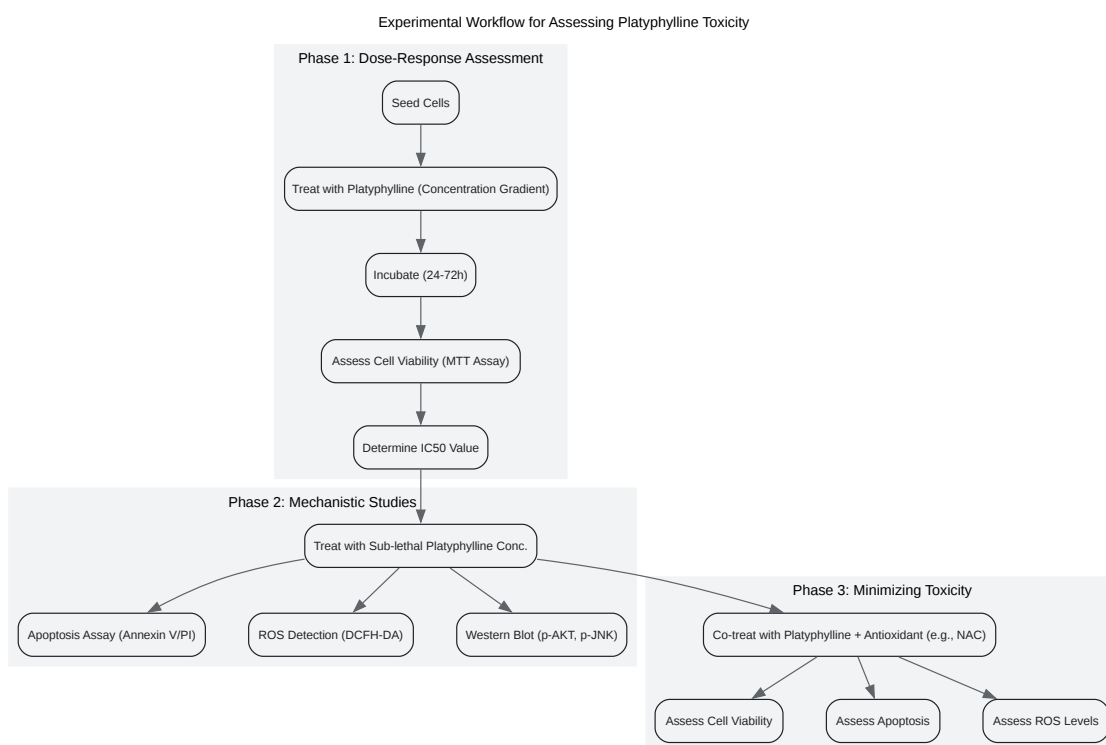 Experimental Workflow for Assessing Platyphylline Toxicity
Phase 1: Dose-Response Assessment
Seed Cells
Treat with Platyphylline (Concentration Gradient)
Incubate (24-72h)
Assess Cell Viability (MTT Assay)
Determine IC50 Value
Phase 2: Mechanistic Studies
Treat with Sub-lethal Platyphylline Conc.
Apoptosis Assay (Annexin V/PI)
ROS Detection (DCFH-DA)
Western Blot (p-AKT, p-JNK)
Phase 3: Minimizing Toxicity
Co-treat with Platyphylline + Antioxidant (e.g., NAC)
Assess Cell Viability
Assess Apoptosis
Assess ROS Levels